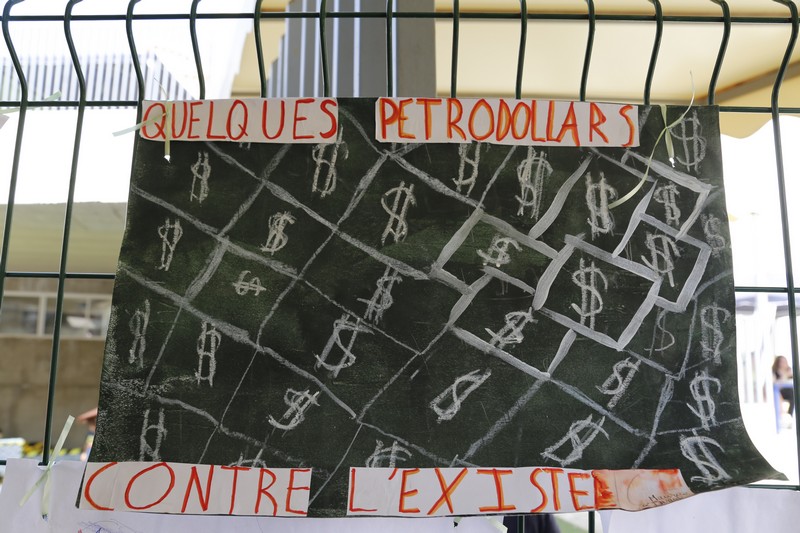 QUELQUES PETRODOLLARS
CONTRE L'EXISTE